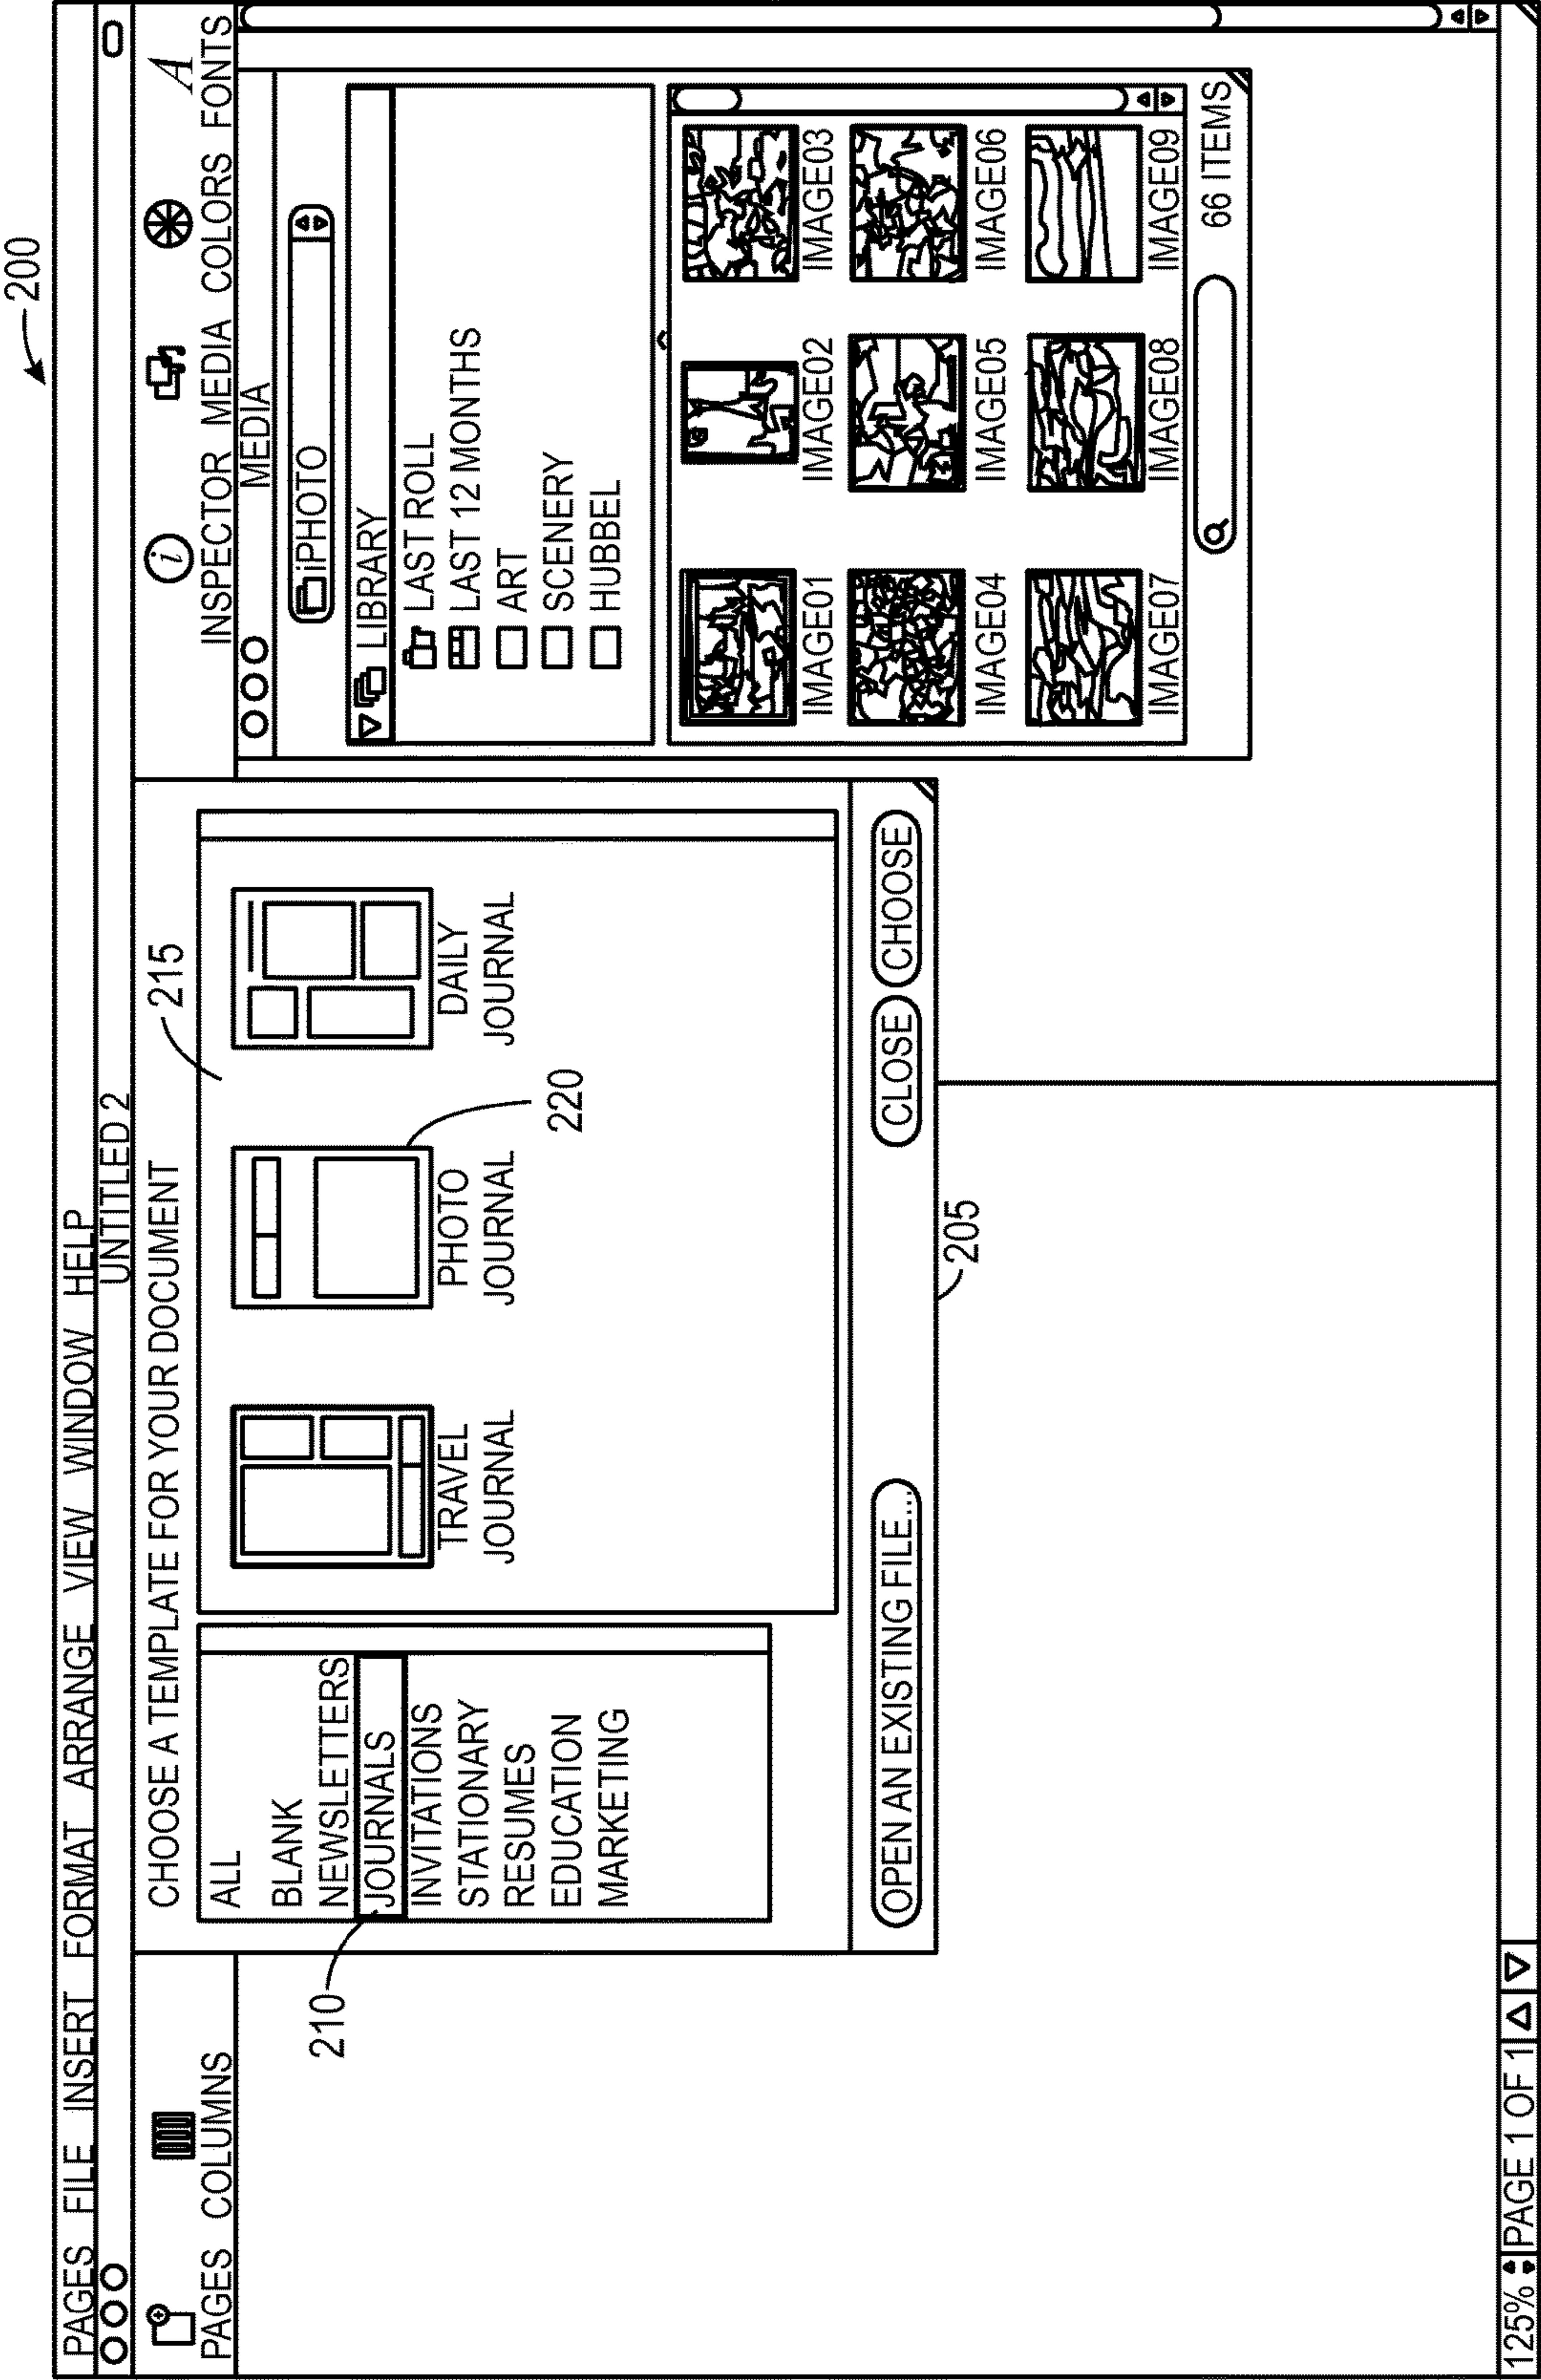 200
PAGES FILE INSERT FORMAT ARRANGE VIEW WINDOW HELP
UNTITLED 2
PAGES COLUMNS
INSPECTOR MEDIA COLORS FONTS
i
A
CHOOSE A TEMPLATE FOR YOUR DOCUMENT
215
ALL
BLANK
NEWSLETTERS
JOURNALS
INVITATIONS
STATIONARY
RESUMES
EDUCATION
MARKETING
210
TRAVEL
JOURNAL
PHOTO
JOURNAL
DAILY
JOURNAL
220
OPEN AN EXISTING FILE...
CLOSE
CHOOSE
205
MEDIA
iPHOTO
LIBRARY
LAST ROLL
LAST 12 MONTHS
ART
SCENERY
HUBBEL
IMAGE01 IMAGE02 IMAGE03
IMAGE04 IMAGE05 IMAGE06
IMAGE07 IMAGE08 IMAGE09
66 ITEMS
125% PAGE 1 OF 1